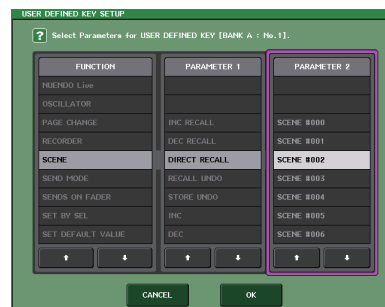 USER DEFINED KEY SETUP
? Select Parameters for USER DEFINED KEY [BANK A : No.1].
FUNCTION
NUENDO Live
OSCILLATOR
PAGE CHANGE
RECORDER
SCENE
SEND MODE
SENDS ON FADER
SET BY SEL
SET DEFAULT VALUE
PARAMETER 1
INC RECALL
DEC RECALL
DIRECT RECALL
RECALL UNDO
STORE UNDO
INC
DEC
PARAMETER 2
SCENE #000
SCENE #001
SCENE #002
SCENE #003
SCENE #004
SCENE #005
SCENE #006
CANCEL
OK